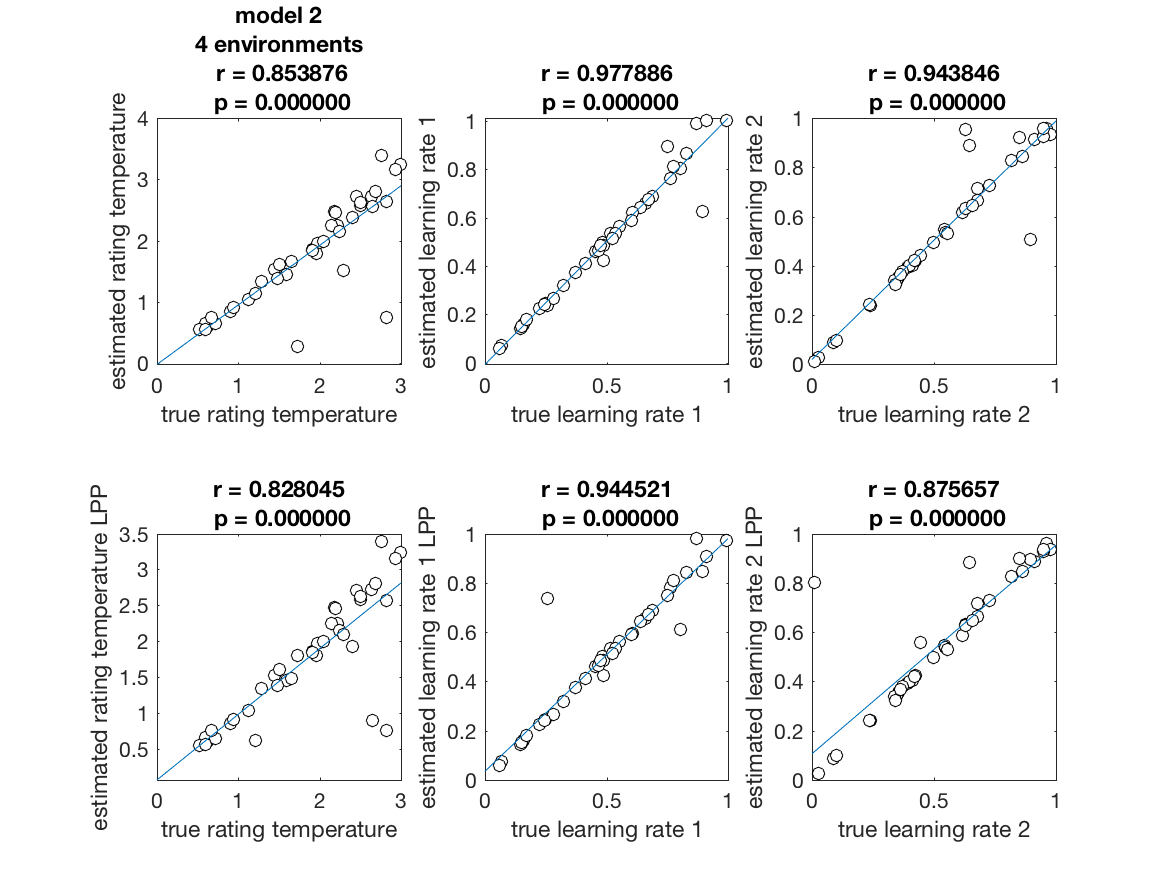 model 2
4 environments
r = 0.853876
p = 0.000000
estimated rating temperature
4
3
2
1
0
0 1 2 3
true rating temperature
r = 0.977886
p = 0.000000
estimated learning rate 1
1
0.8
0.6
0.4
0.2
0
0 0.5 1
true learning rate 1
r = 0.943846
p = 0.000000
estimated learning rate 2
1
0.8
0.6
0.4
0.2
0
0 0.5 1
true learning rate 2
r = 0.828045
p = 0.000000
estimated rating temperature LPP
3.5
3
2.5
2
1.5
1
0.5
0 1 2 3
true rating temperature
r = 0.944521
p = 0.000000
estimated learning rate 1 LPP
1
0.8
0.6
0.4
0.2
0
0 0.5 1
true learning rate 1
r = 0.875657
p = 0.000000
estimated learning rate 2 LPP
1
0.8
0.6
0.4
0.2
0
0 0.5 1
true learning rate 2